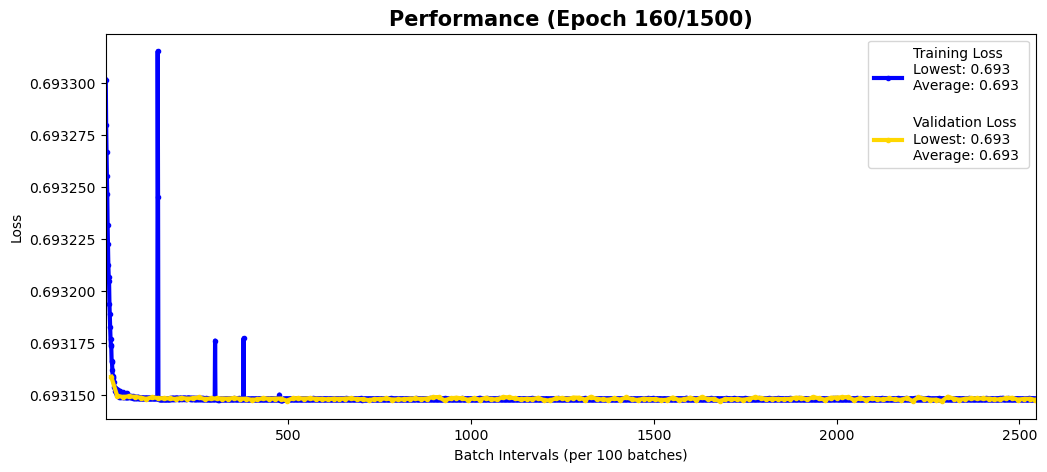 Performance (Epoch 160/1500)
Training Loss
Lowest: 0.693
Average: 0.693
Validation Loss
Lowest: 0.693
Average: 0.693
0.693300
0.693275
0.693250
0.693225
0.693200
0.693175
0.693150
Loss
500
1000
1500
2000
2500
Batch Intervals (per 100 batches)